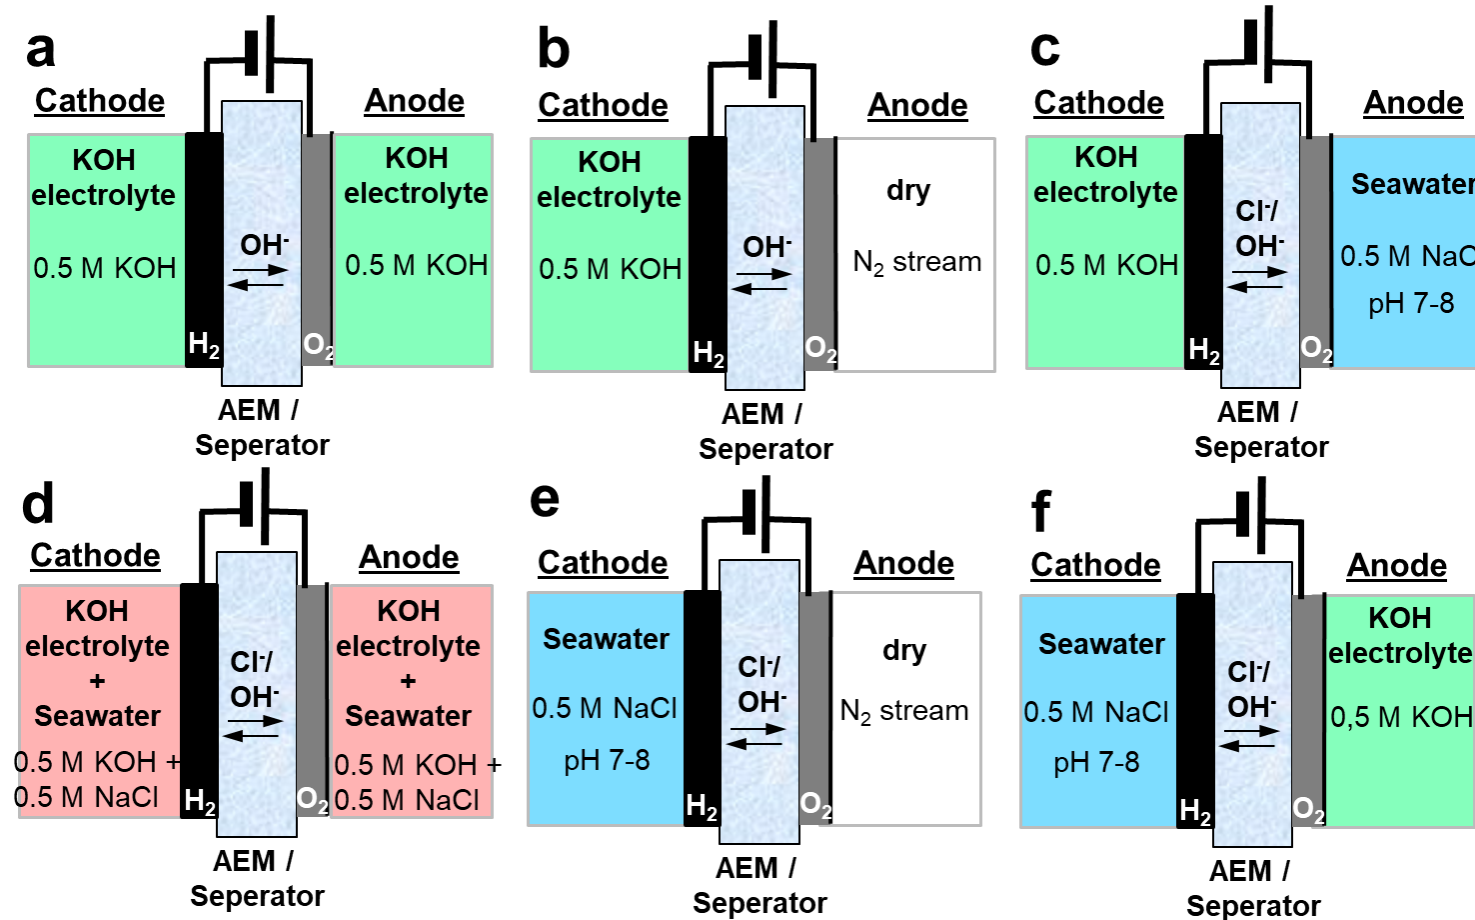 a
Cathode
Anode
KOH
electrolyte
0.5 M KOH
OH-
KOH
electrolyte
0.5 M KOH
H2
O2
AEM /
Seperator
b
Cathode
Anode
KOH
electrolyte
0.5 M KOH
OH-
dry
N2 stream
H2
O2
AEM /
Seperator
c
Cathode
Anode
KOH
electrolyte
0.5 M KOH
Cl-/
OH-
Seawater
0.5 M NaC
pH 7-8
H2
O2
AEM /
Seperator
d
Cathode
Anode
KOH
electrolyte
+
Seawater
0.5 M KOH +
0.5 M NaCl
Cl-/
OH-
KOH
electrolyte
+
Seawater
0.5 M KOH +
0.5 M NaCl
H2
O2
AEM /
Seperator
e
Cathode
Anode
Seawater
0.5 M NaCl
pH 7-8
Cl-/
OH-
dry
N2 stream
H2
O2
AEM /
Seperator
f
Cathode
Anode
Seawater
0.5 M NaCl
pH 7-8
Cl-/
OH-
KOH
electrolyte
0,5 M KOH
H2
O2
AEM /
Seperator